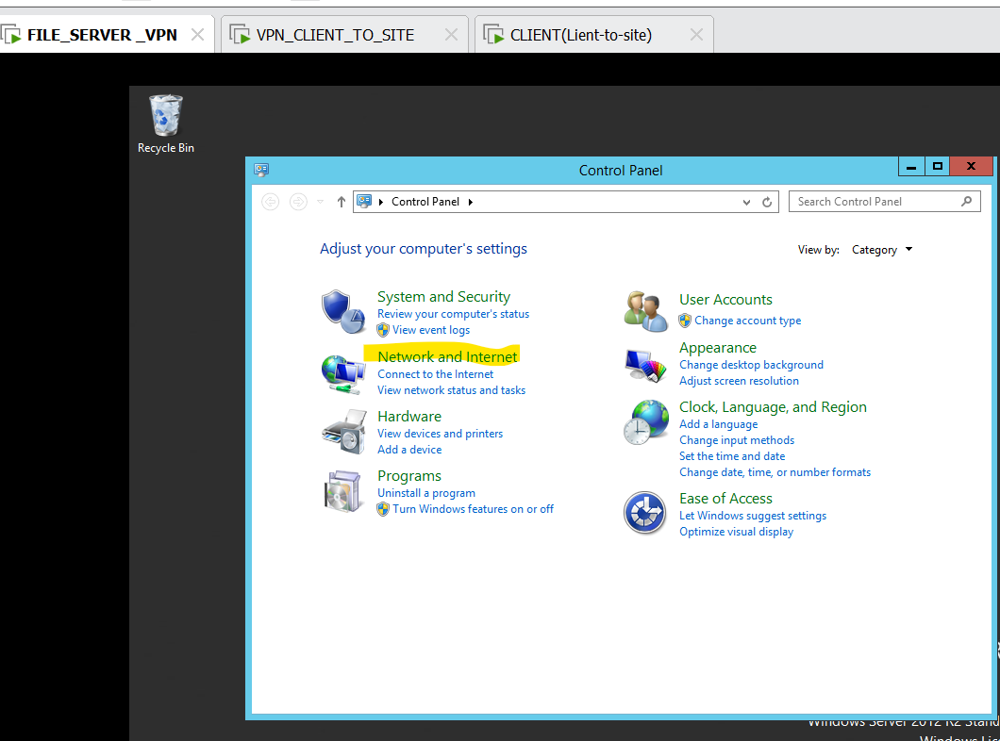 FILE_SERVER _VPN
VPN_CLIENT_TO_SITE
CLIENT(Lient-to-site)
Recycle Bin
Control Panel
Control Panel
Search Control Panel
Adjust your computer's settings
View by: Category
System and Security
Review your computer's status
View event logs
Network and Internet
Connect to the Internet
View network status and tasks
Hardware
View devices and printers
Add a device
Programs
Uninstall a program
Turn Windows features on or off
User Accounts
Change account type
Appearance
Change desktop background
Adjust screen resolution
Clock, Language, and Region
Add a language
Change input methods
Set the time and date
Change date, time, or number formats
Ease of Access
Let Windows suggest settings
Optimize visual display
Windows Server 2012 R2 Stand
Windows Lic